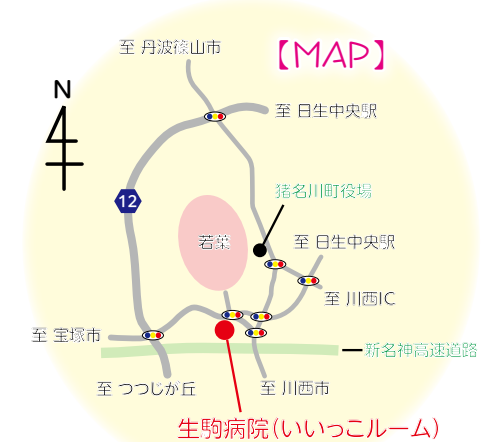 至 丹波篠山市
【MAP】
N
至 日生中央駅
12
猪名川町役場
若葉
至 日生中央駅
至 川西IC
至 宝塚市
新名神高速道路
至 つつじが丘
至 川西市
生駒病院(いいっこルーム)